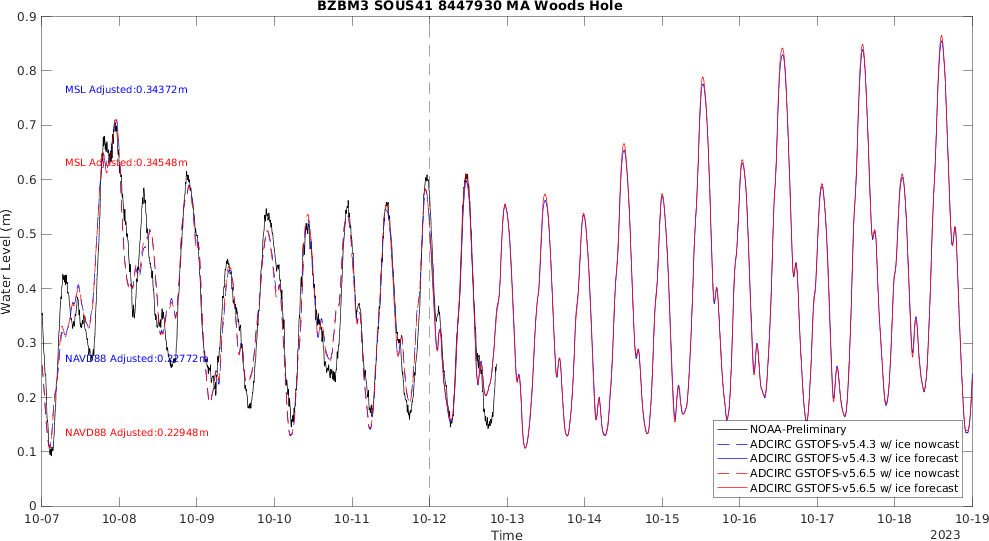 BZBM3 SOUS41 8447930 MA Woods Hole
0.9
0.8
0.7
0.6
0.5
0.4
0.3
0.2
0.1
0
Water Level (m)
MSL Adjusted:0.34372m
MSL Adjusted:0.34548m
NAVD88 Adjusted:0.22772m
NAVD88 Adjusted:0.22948m
NOAA-Preliminary
ADCIRC GSTOFS-v5.4.3 w/ ice nowcast
ADCIRC GSTOFS-v5.4.3 w/ ice forecast
ADCIRC GSTOFS-v5.6.5 w/ ice nowcast
ADCIRC GSTOFS-v5.6.5 w/ ice forecast
10-07 10-08 10-09 10-10 10-11 10-12 10-13 10-14 10-15 10-16 10-17 10-18 10-19
Time
2023